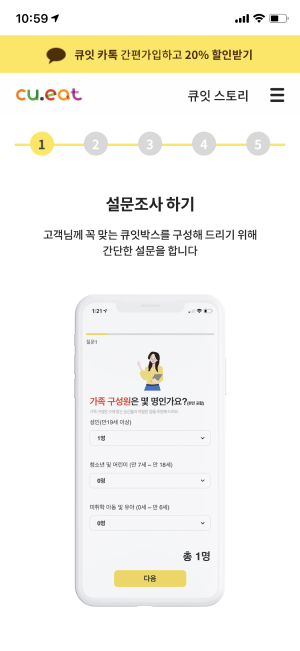 10:59
큐잇 카톡 간편가입하고 20% 할인받기
cu.eat
큐잇 스토리
1 2 3 4 5
설문조사 하기
고객님께 꼭 맞는 큐잇박스를 구성해 드리기 위해
간단한 설문을 합니다
1:21
설문1
가족 구성원은 몇 명인가요?(본인 포함)
성인(만19세 이상)
1명
청소년 및 어린이 (만 7세 ~ 만 18세)
0명
미취학 아동 및 유아 (0세 ~ 만 6세)
0명
총 1명
다음